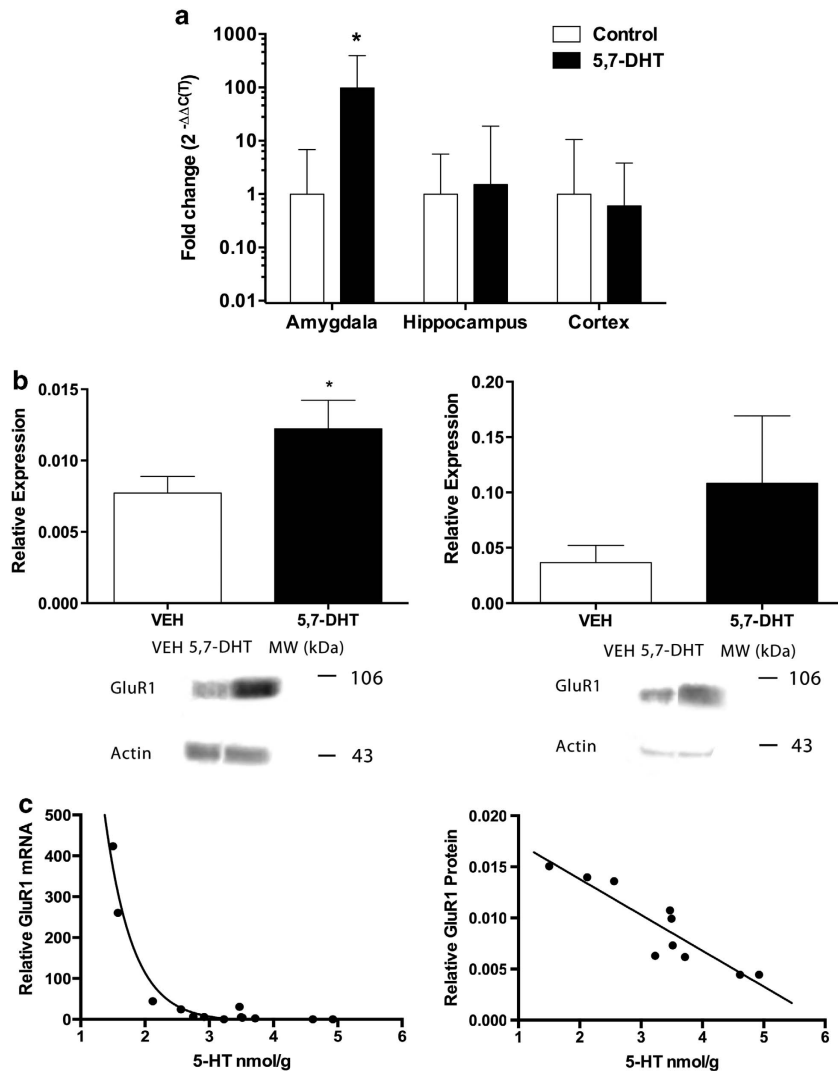 a
*
Control
5,7-DHT
Fold change (2 -ΔΔC(T))
1000
100
10
1
0.10
0.01
Amygdala Hippocampus Cortex
b
Relative Expression
0.015
0.010
0.005
0.000
*
VEH 5,7-DHT
VEH 5,7-DHT MW (kDa)
GluR1
106
Actin
43
Relative Expression
0.20
0.15
0.10
0.05
0.00
VEH 5,7-DHT
VEH 5,7-DHT MW (kDa)
GluR1
106
Actin
43
c
Relative GluR1 mRNA
500
400
300
200
100
0
1 2 3 4 5 6
5-HT nmol/g
Relative GluR1 Protein
0.020
0.015
0.010
0.005
0.000
1 2 3 4 5 6
5-HT nmol/g